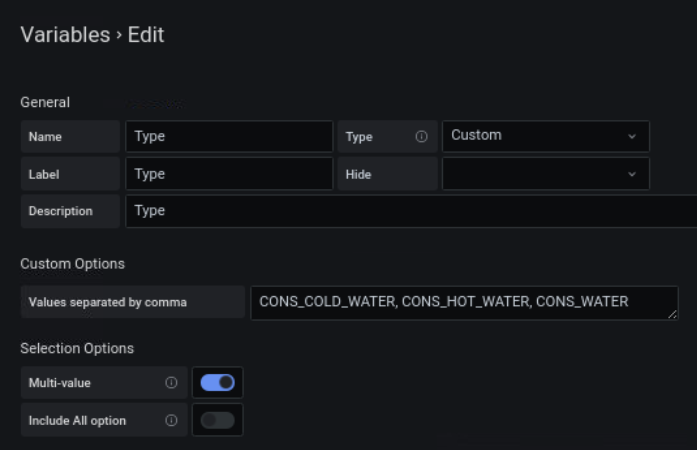 Variables › Edit
General
Name Type Type Custom
Label Type Hide
Description Type
Custom Options
Values separated by comma CONS_COLD_WATER, CONS_HOT_WATER, CONS_WATER
Selection Options
Multi-value
Include All option